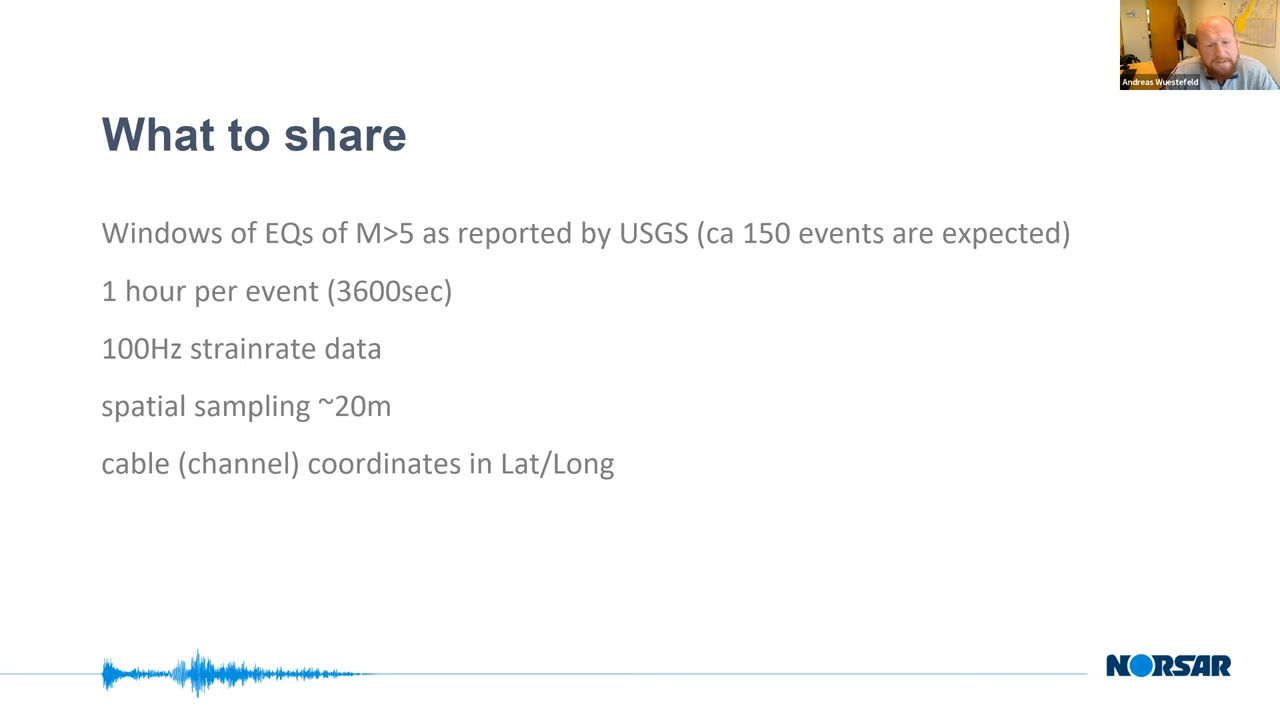 Andreas Wuestefeld
What to share
Windows of EQs of M>5 as reported by USGS (ca 150 events are expected)
1 hour per event (3600sec)
100Hz strainrate data
spatial sampling ~20m
cable (channel) coordinates in Lat/Long
NORSAR